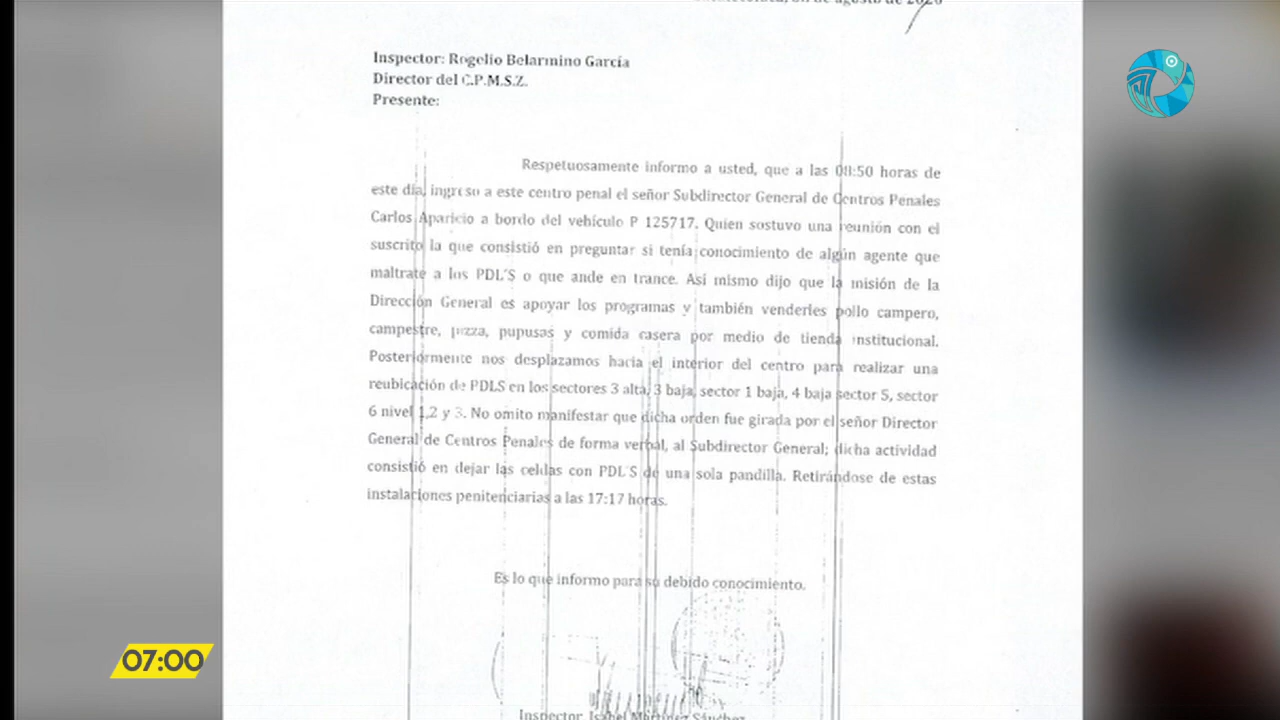 de agosto de 2020
Inspector: Rogelio Belarmino García
Director del C.P.M.S.Z.
Presente:
Respetuosamente informo a usted, que a las 08:50 horas de
este día, ingreso a este centro penal el señor Subdirector General de Centros Penales
Carlos Aparicio a bordo del vehículo P 125717. Quien sostuvo una reunión con el
suscrito la que consistió en preguntar si tenía conocimiento de algún agente que
maltrate a los PDL'S o que ande en trance. Así mismo dijo que la misión de la
Dirección General es apoyar los programas y también venderles pollo campero,
campestre, pizza, pupusas y comida casera por medio de tienda institucional.
Posteriormente nos desplazamos hacia el interior del centro para realizar una
reubicación de PDLS en los sectores 3 alta, 3 baja, sector 1 baja, 4 baja sector 5, sector
6 nivel 1,2 y 3. No omito manifestar que dicha orden fue girada por el señor Director
General de Centros Penales de forma verbal, al Subdirector General; dicha actividad
consistió en dejar las celdas con PDL'S de una sola pandilla. Retirándose de estas
instalaciones penitenciarias a las 17:17 horas.
Es lo que informo para su debido conocimiento.
Inspector. Isabel Martínez Sánchez
07:00